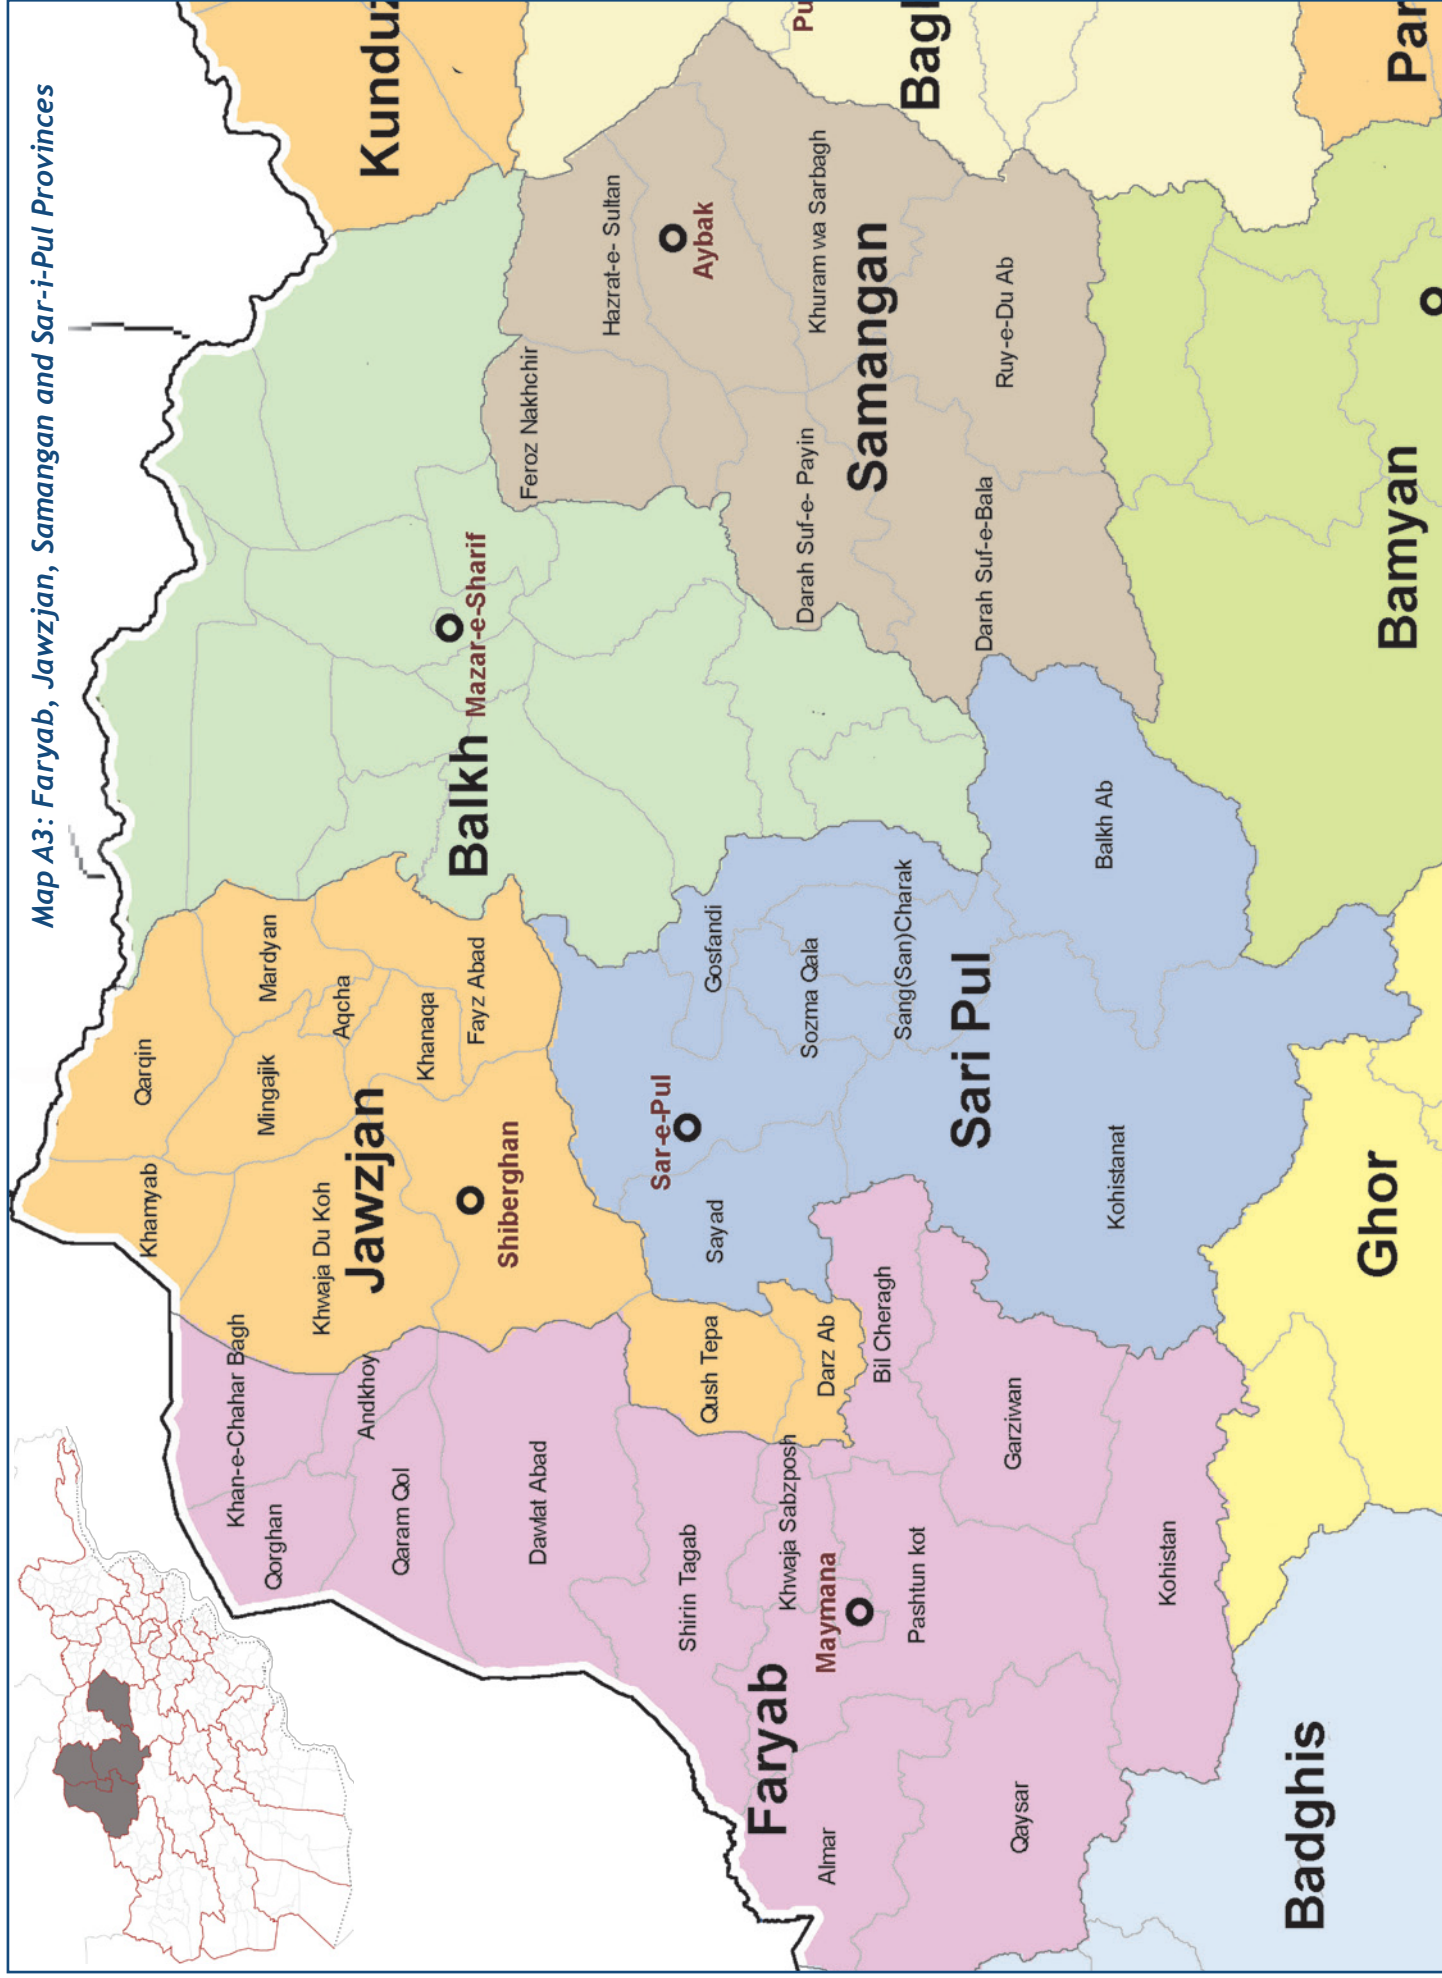 Map A3: Faryab, Jawzjan, Samangan and Sar-i-Pul Provinces
Khamyab
Qarqin
Khan-e-Chahar Bagh
Qorghan
Mingajik
Mardyan
Khwaja Du Koh
Aqcha
Andkhoy
Jawzjan
Kunduz
Qaram Qol
Khanaqa
Shiberghan
Fayz Abad
Balkh
Mazar-e-Sharif
Dawlat Abad
Feroz Nakhchir
Hazrat-e- Sultan
Sar-e-Pul
Aybak
Shirin Tagab
Qush Tepa
Sayad
Gosfandi
Faryab
Khwaja Sabzposh
Sozma Qala
Darah Suf-e- Payin
Khuram wa Sarbagh
Pu
Maymana
Almar
Darz Ab
Samangan
Bil Cheragh
Sang(San)Charak
Pashtun kot
Bagl
Sari Pul
Darah Suf-e-Bala
Ruy-e-Du Ab
Qaysar
Garziwan
Balkh Ab
Kohistanat
Kohistan
Badghis
Ghor
Bamyan
Par